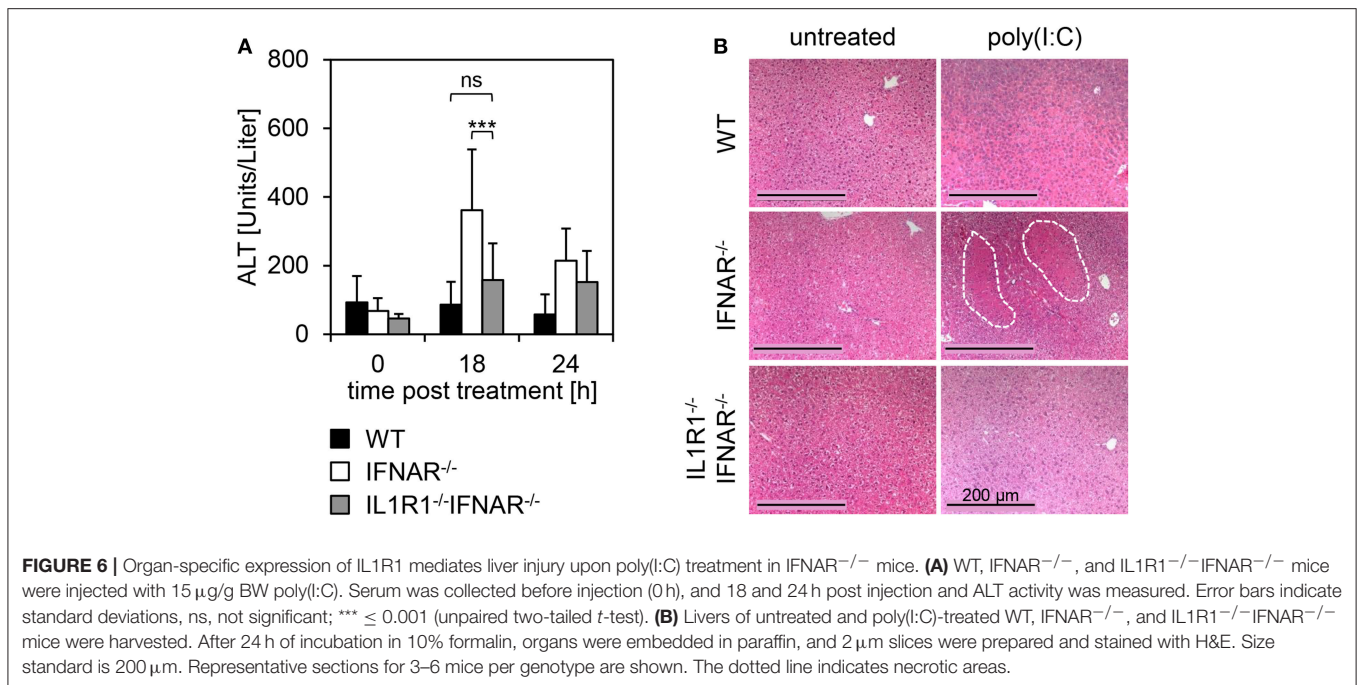 A
800
600
400
200
0
ALT [Units/Liter]
ns
***
0 18 24
time post treatment [h]
WT
IFNAR-/-
IL1R1-/-IFNAR-/-
B
untreated poly(I:C)
WT
IFNAR-/-
IL1R1-/-
IFNAR-/-
200 μm
FIGURE 6 | Organ-specific expression of IL1R1 mediates liver injury upon poly(I:C) treatment in IFNAR−/− mice. (A) WT, IFNAR−/−, and IL1R1−/−IFNAR−/− mice
were injected with 15 μg/g BW poly(I:C). Serum was collected before injection (0 h), and 18 and 24 h post injection and ALT activity was measured. Error bars indicate
standard deviations, ns, not significant; *** ≤ 0.001 (unpaired two-tailed t-test). (B) Livers of untreated and poly(I:C)-treated WT, IFNAR−/−, and IL1R1−/−IFNAR−/−
mice were harvested. After 24 h of incubation in 10% formalin, organs were embedded in paraffin, and 2 μm slices were prepared and stained with H&E. Size
standard is 200 μm. Representative sections for 3–6 mice per genotype are shown. The dotted line indicates necrotic areas.